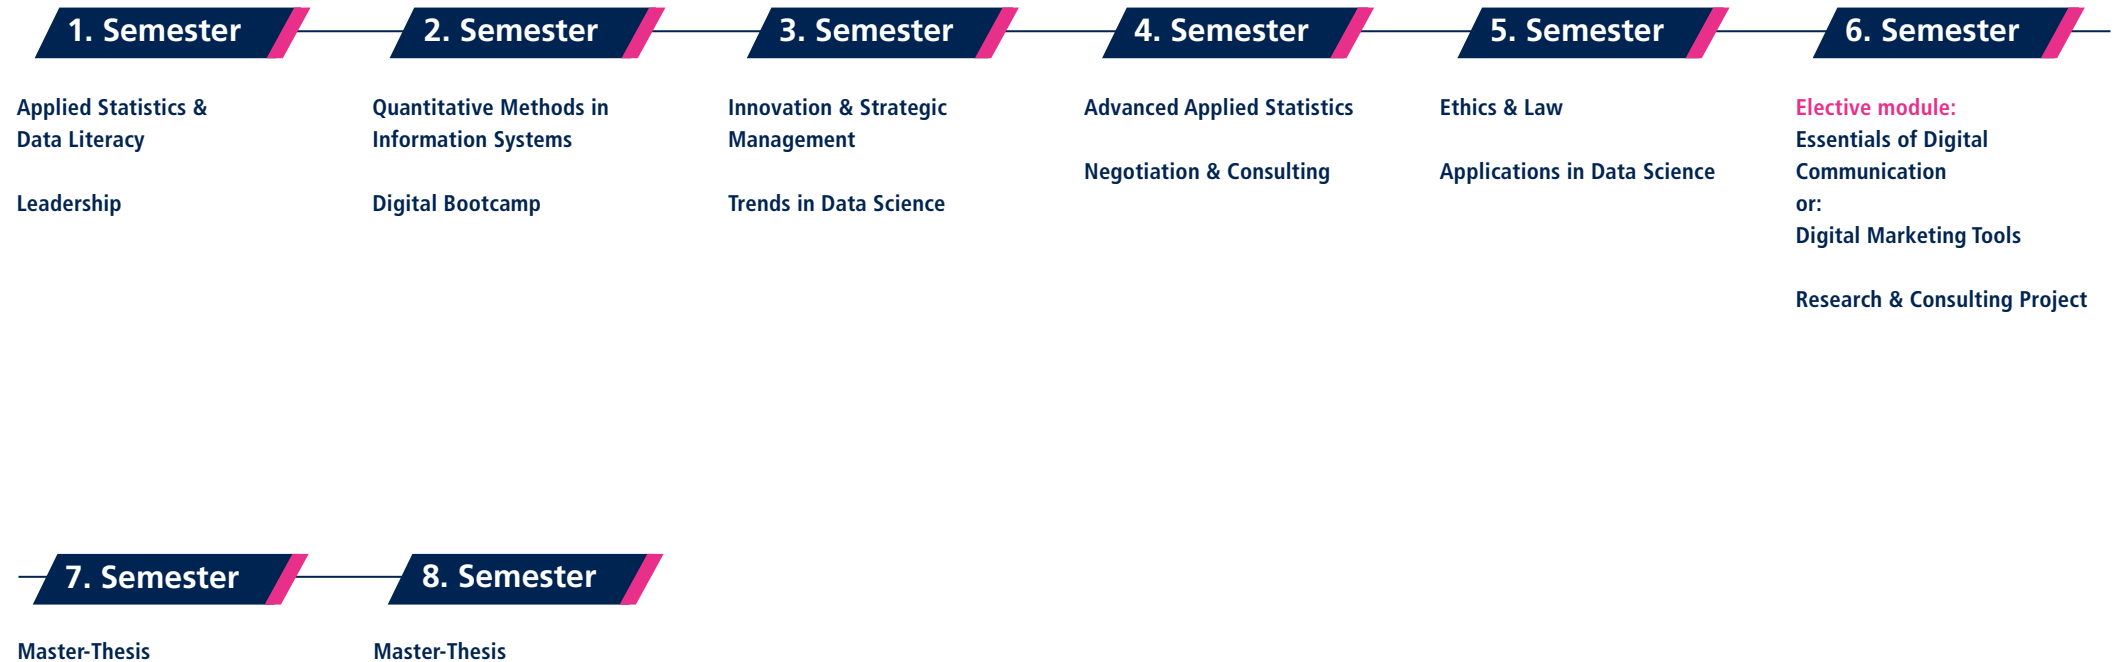 1. Semester
Applied Statistics &
Data Literacy
Leadership
2. Semester
Quantitative Methods in
Information Systems
Digital Bootcamp
3. Semester
Innovation & Strategic
Management
Trends in Data Science
4. Semester
Advanced Applied Statistics
Negotiation & Consulting
5. Semester
Ethics & Law
Applications in Data Science
6. Semester
Elective module:
Essentials of Digital
Communication
or:
Digital Marketing Tools
Research & Consulting Project
7. Semester
Master-Thesis
8. Semester
Master-Thesis